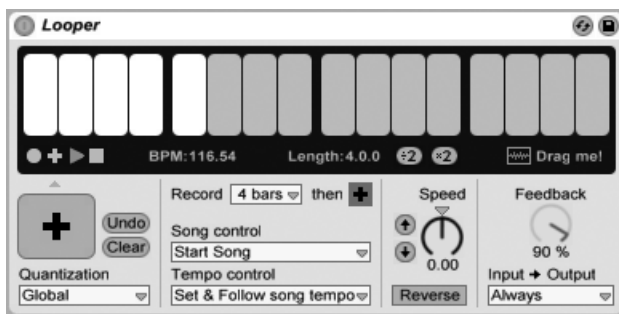 Looper
BPM:116.54 Length:4.0.0 ÷2 ×2 Drag me!
Record 4 bars then Speed Feedback
Undo
Clear
Song control
Start Song
0.00 90 %
Quantization Tempo control Input → Output
Global Set & Follow song tempo Reverse Always